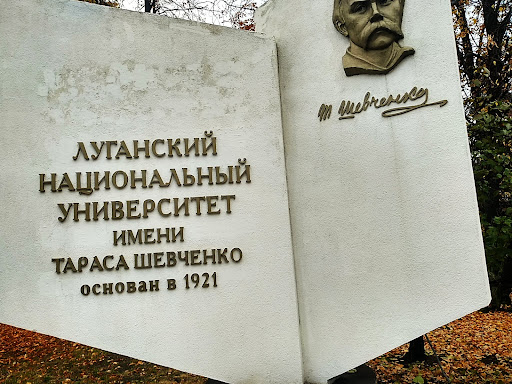 ЛУГАНСКИЙ
НАЦИОНАЛЬНЫЙ
УНИВЕРСИТЕТ
ИМЕНИ
ТАРАСА ШЕВЧЕНКО
основан в 1921
Т Шевченко